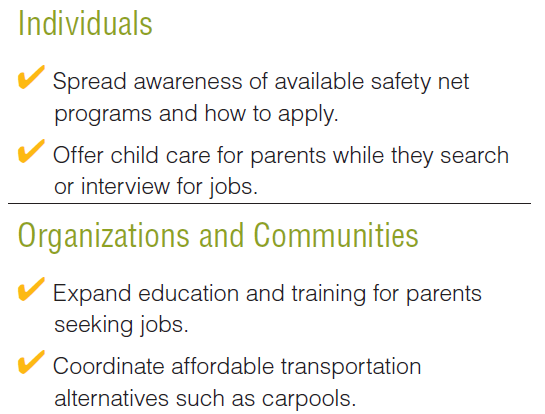 Individuals
✔ Spread awareness of available safety net
programs and how to apply.
✔ Offer child care for parents while they search
or interview for jobs.
Organizations and Communities
✔ Expand education and training for parents
seeking jobs.
✔ Coordinate affordable transportation
alternatives such as carpools.